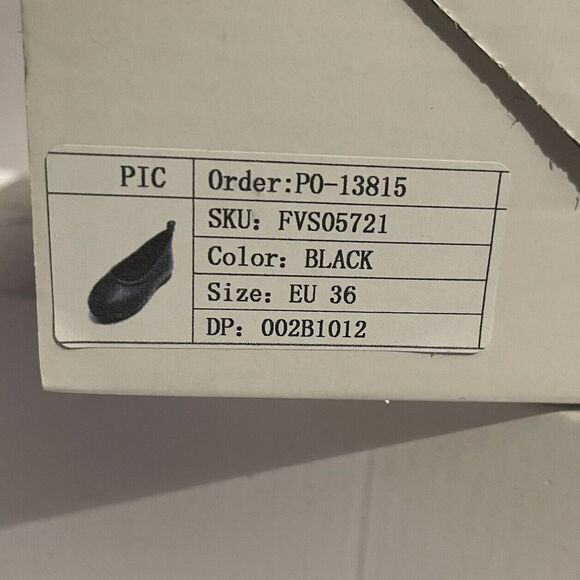 PIC
Order:PO-13815
SKU: FVS05721
Color: BLACK
Size: EU 36
DP: 002B1012